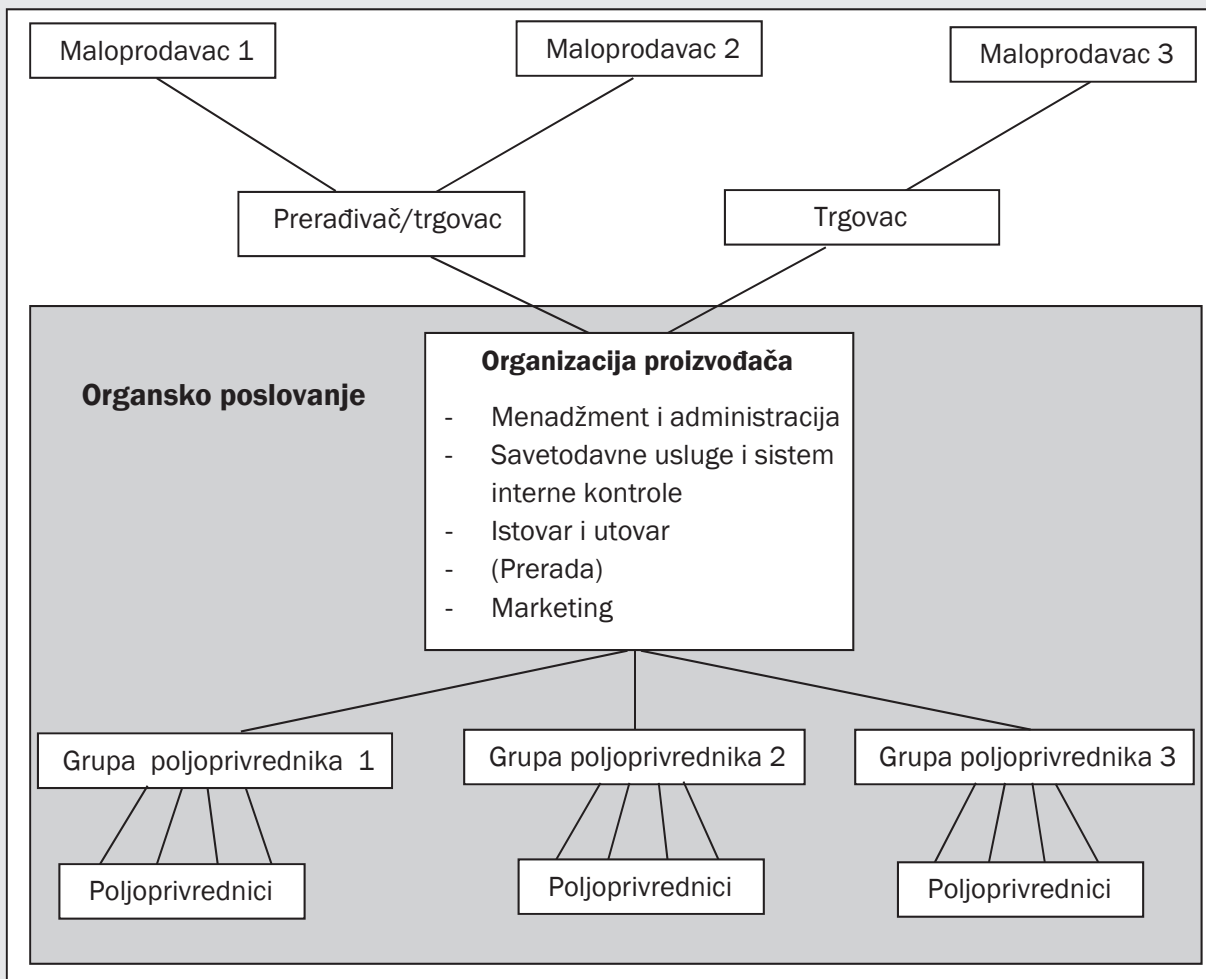 Maloprodavac 1
Maloprodavac 2
Maloprodavac 3
Prerađivač/trgovac
Trgovac
Organsko poslovanje
Organizacija proizvođača
- Menadžment i administracija
- Savetodavne usluge i sistem
interne kontrole
- Istovar i utovar
- (Prerada)
- Marketing
Grupa poljoprivrednika 1
Grupa poljoprivrednika 2
Grupa poljoprivrednika 3
Poljoprivrednici
Poljoprivrednici
Poljoprivrednici